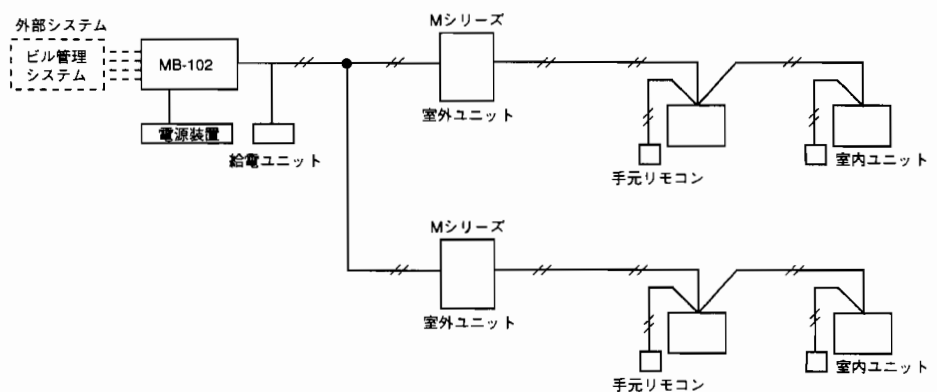 外部システム
ビル管理
システム
MB-102
電源装置
給電ユニット
Mシリーズ
室外ユニット
手元リモコン
室内ユニット
Mシリーズ
室外ユニット
手元リモコン
室内ユニット